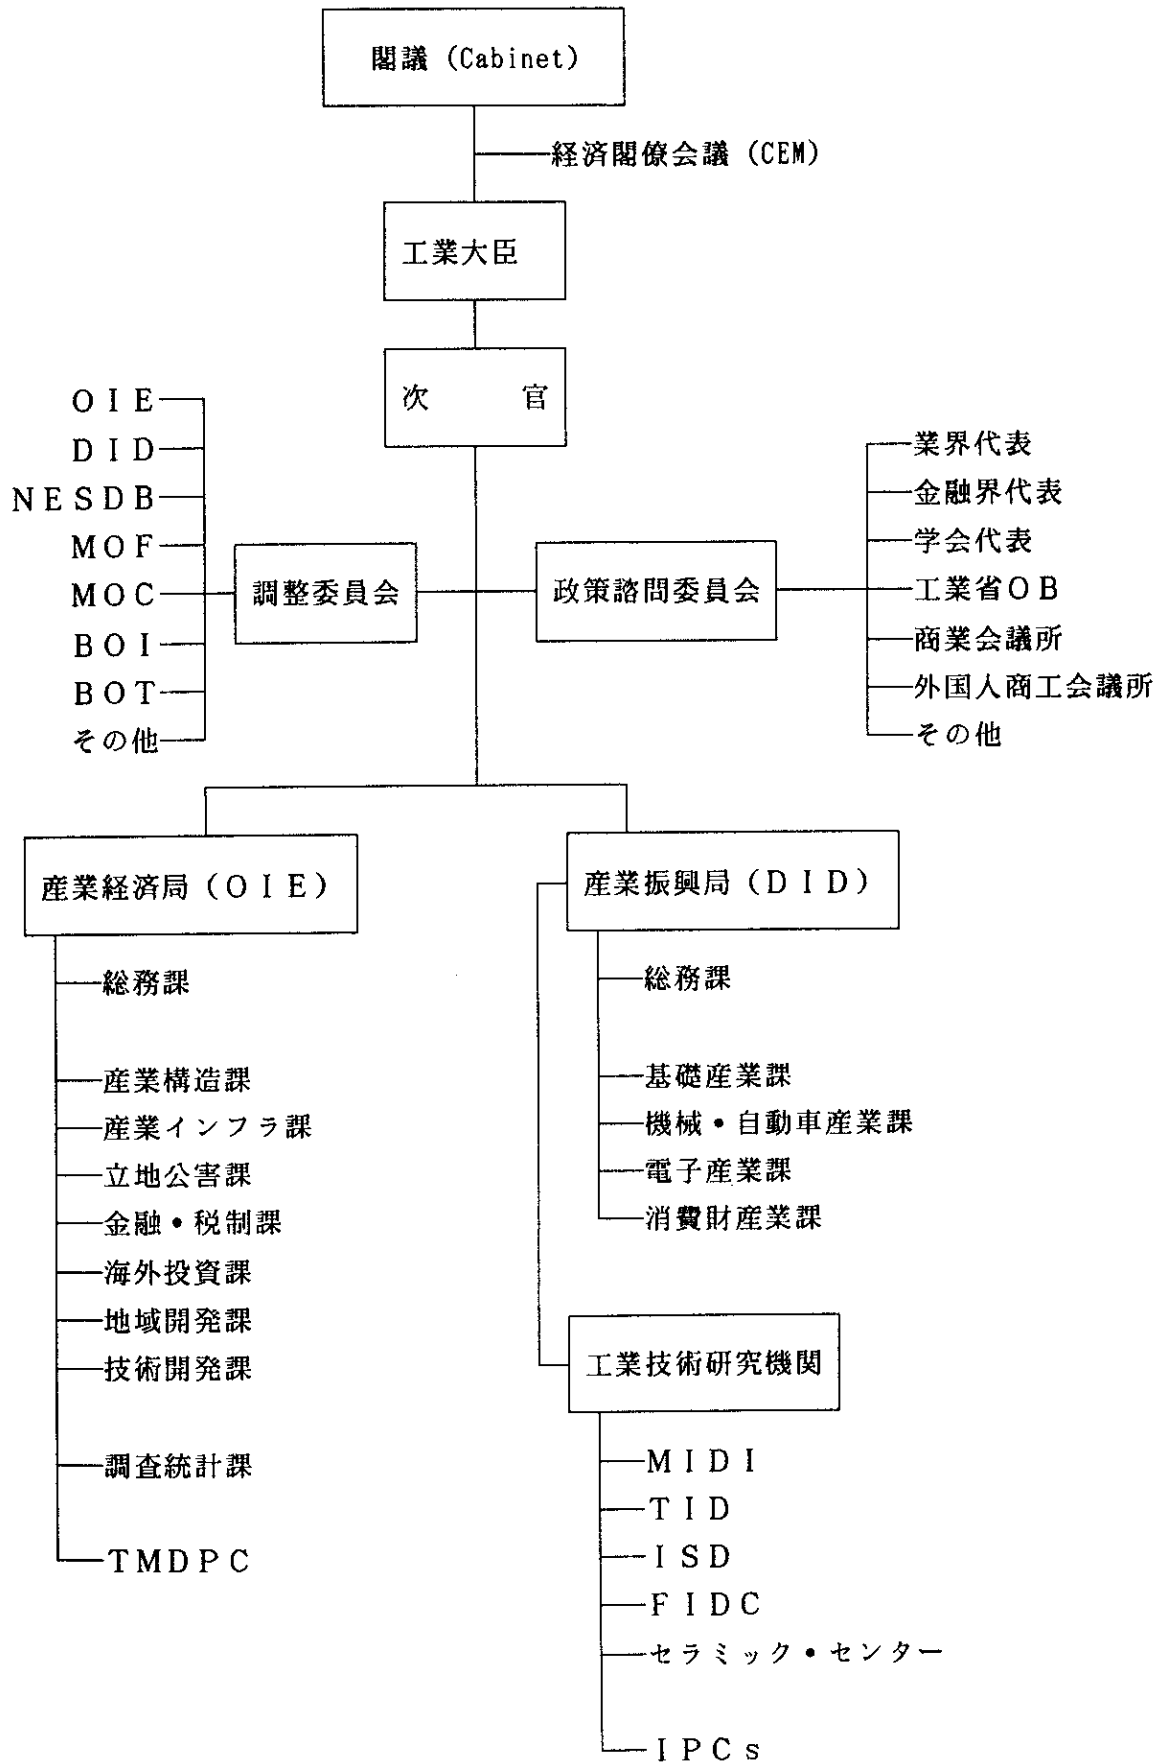 閣議 (Cabinet)
経済閣僚会議 (CEM)
工業大臣
次　官
OIE
DID
NESDB
MOF
MOC
BOI
BOT
その他
調整委員会
政策諮問委員会
業界代表
金融界代表
学会代表
工業省OB
商業会議所
外国人商工会議所
その他
産業経済局 (OIE)
総務課
産業構造課
産業インフラ課
立地公害課
金融・税制課
海外投資課
地域開発課
技術開発課
調査統計課
TMDPC
産業振興局 (DID)
総務課
基礎産業課
機械・自動車産業課
電子産業課
消費財産業課
工業技術研究機関
MIDI
TID
ISD
FIDC
セラミック・センター
IPCs